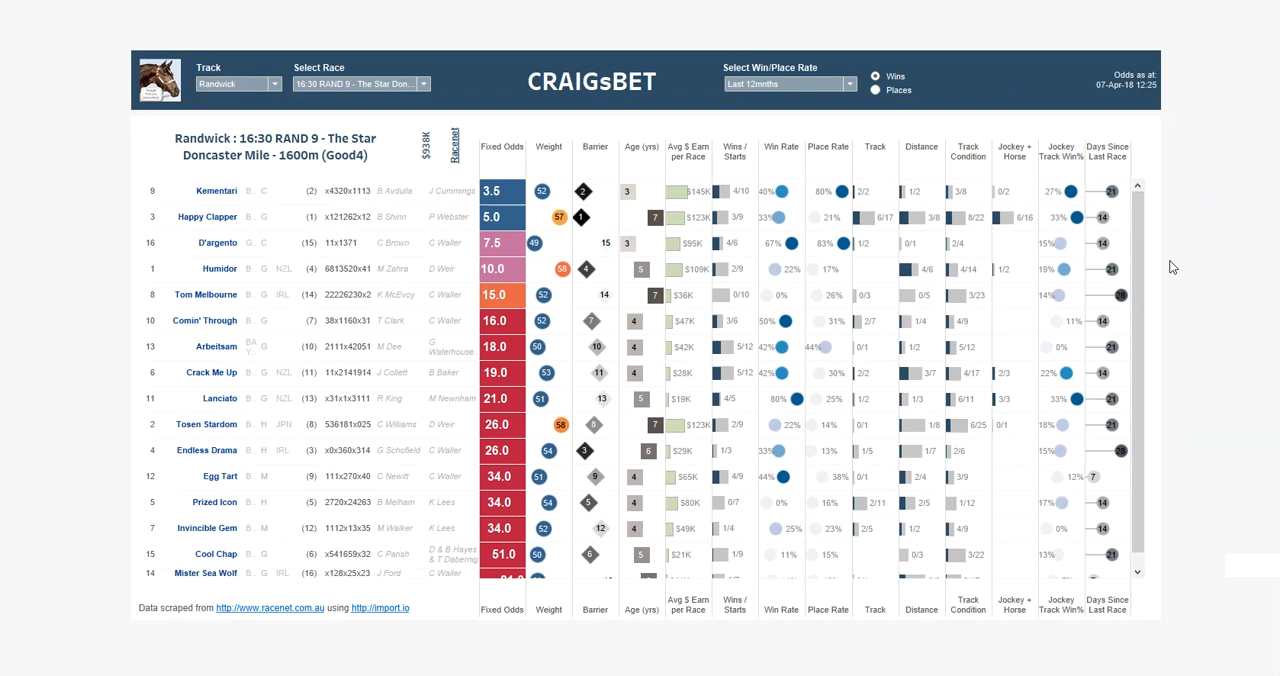 Track
Select Race
CRAIGsBET
Select Win/Place Rate
Wins
Places
Odds as at:
07-Apr-18 12:25
Randwick
16:30 RAND 9 - The Star Don...
Last 12mnths
Randwick : 16:30 RAND 9 - The Star
Doncaster Mile - 1600m (Good4)
$938K
Racenet
Fixed Odds Weight Barrier Age (yrs) Avg $ Earn per Race Wins / Starts Win Rate Place Rate Track Distance Track Condition Jockey + Horse Jockey Track Win% Days Since Last Race
9 Kementari B.. C (2) x4320x1113 B Avdulla J Cummings 3.5 52 2 3 $145K 4/10 40% 80% 2/2 1/2 3/8 0/2 27% 21
3 Happy Clapper B.. G (1) x121262x12 B Shinn P Webster 5.0 57 1 7 $123K 3/9 33% 21% 6/17 3/8 8/22 6/16 33% 14
16 D'argento G.. C (15) 11x1371 C Brown C Waller 7.5 49 15 3 $95K 4/6 67% 83% 1/2 0/1 2/4 15% 14
1 Humidor B.. G NZL (4) 6813520x41 M Zahra D Weir 10.0 58 4 5 $109K 2/9 22% 17% 4/6 4/14 1/2 19% 21
8 Tom Melbourne B.. G IRL (14) 22226230x2 K McEvoy C Waller 15.0 52 14 7 $36K 0/10 0% 26% 0/3 0/5 3/23 14% 28
10 Comin' Through B.. G (7) 38x1160x31 T Clark C Waller 16.0 52 7 4 $47K 3/6 50% 31% 2/7 1/4 4/9 11% 14
13 Arbeitsam BAY G (10) 2111x42051 M Dee G Waterhouse.. 18.0 50 10 4 $42K 5/12 42% 44% 0/1 1/2 5/12 0% 21
6 Crack Me Up B.. G NZL (11) 11x2141914 J Collett B Baker 19.0 53 11 4 $28K 5/12 42% 30% 2/2 3/7 4/17 2/3 22% 21
11 Lanciato B.. G NZL (13) x31x1x3111 R King M Newnham 21.0 51 13 5 $19K 4/5 80% 25% 1/2 1/3 6/11 3/3 33% 21
2 Tosen Stardom B.. H JPN (8) 536181x025 C Williams D Weir 26.0 58 8 7 $123K 2/9 22% 14% 0/1 1/8 6/25 0/1 18% 21
4 Endless Drama B.. H IRL (3) x0x360x314 G Schofield C Waller 26.0 54 3 6 $29K 1/3 33% 13% 1/5 1/7 2/6 15% 28
12 Egg Tart B.. M (9) 111x270x40 C Newitt C Waller 34.0 51 9 4 $65K 4/9 44% 38% 0/1 2/4 3/9 12% 7
5 Prized Icon B.. H (5) 2720x24263 B Melham K Lees 34.0 54 5 4 $80K 0/7 0% 16% 2/11 2/5 1/12 17% 14
7 Invincible Gem B.. M (12) 1112x13x35 M Walker K Lees 34.0 52 12 4 $49K 1/4 25% 23% 2/5 1/2 4/9 0% 14
15 Cool Chap B.. G (6) x541659x32 C Parish D & B Hayes & T Dabernig 51.0 50 6 5 $21K 1/9 11% 15% 0/3 3/22 13% 21
14 Mister Sea Wolf B.. G IRL (16) x128x25x23 J Ford C Waller
Data scraped from http://www.racenet.com.au using http://import.io
Fixed Odds Weight Barrier Age (yrs) Avg $ Earn per Race Wins / Starts Win Rate Place Rate Track Distance Track Condition Jockey + Horse Jockey Track Win% Days Since Last Race